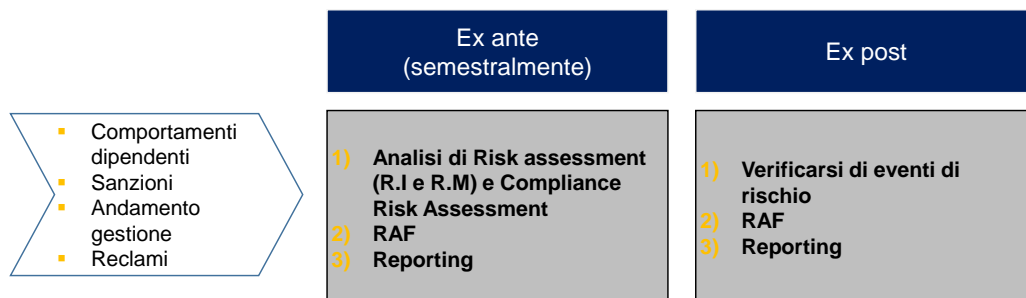 Ex ante
(semestralmente)
Ex post
▪ Comportamenti
dipendenti
▪ Sanzioni
▪ Andamento
gestione
▪ Reclami
1) Analisi di Risk assessment
(R.I e R.M) e Compliance
Risk Assessment
2) RAF
3) Reporting
1) Verificarsi di eventi di
rischio
2) RAF
3) Reporting